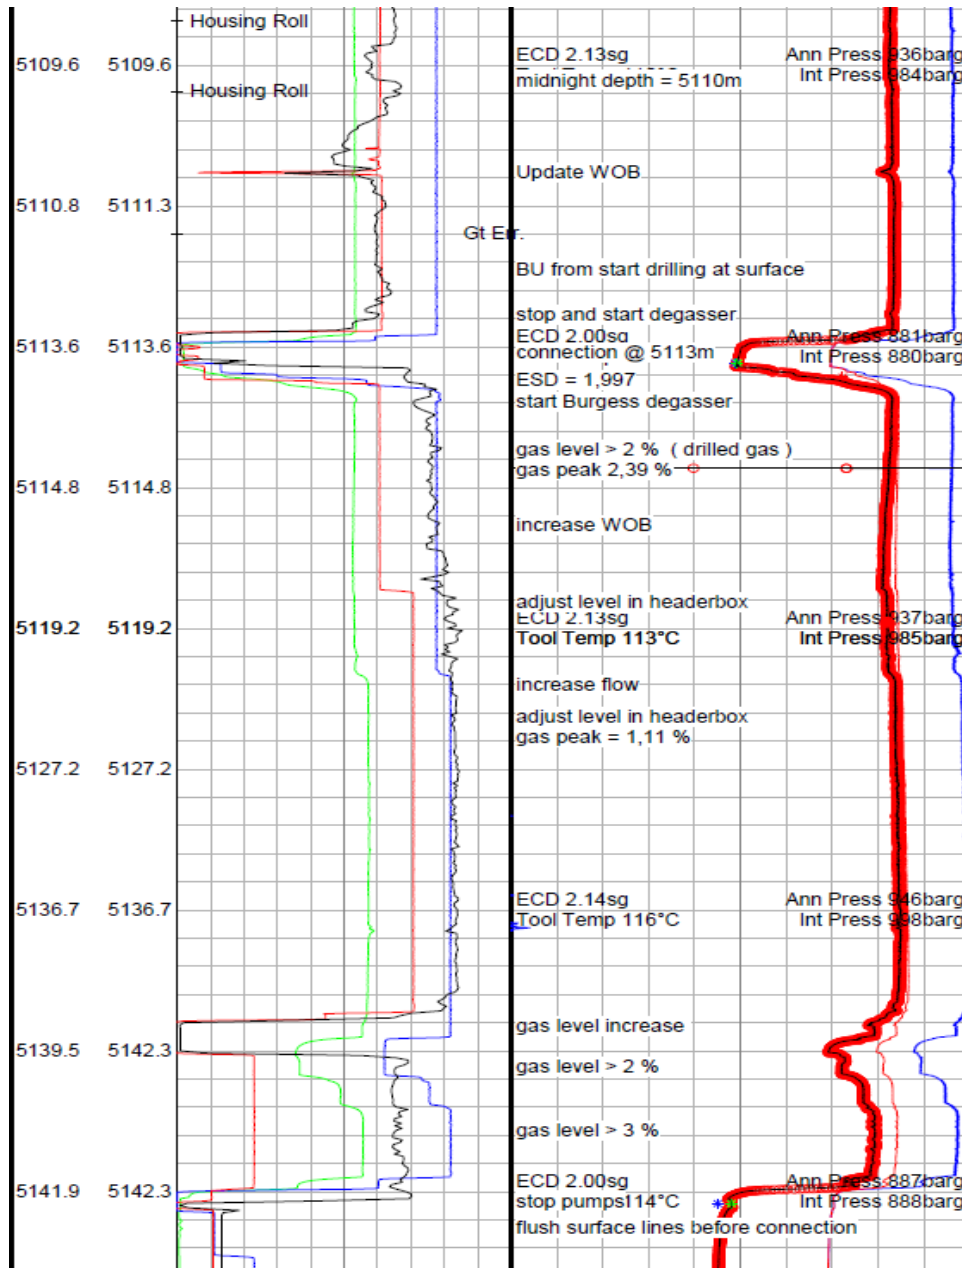 Housing Roll
5109.6 5109.6 ECD 2.13sg Ann Press 936barg
Int Press 984barg
midnight depth = 5110m
Housing Roll
Update WOB
5110.8 5111.3
Gt Err.
BU from start drilling at surface
stop and start degasser
5113.6 5113.6 ECD 2.00sg Ann Press 881barg
connection @ 5113m Int Press 880barg
ESD = 1,997
start Burgess degasser
gas level > 2 % ( drilled gas )
gas peak 2,39 %
5114.8 5114.8
increase WOB
adjust level in headerbox
5119.2 5119.2 ECD 2.13sg Ann Press 937barg
Tool Temp 113°C Int Press 985barg
increase flow
adjust level in headerbox
gas peak = 1,11 %
5127.2 5127.2
5136.7 5136.7 ECD 2.14sg Ann Press 946barg
Tool Temp 116°C Int Press 998barg
gas level increase
5139.5 5142.3
gas level > 2 %
gas level > 3 %
5141.9 5142.3 ECD 2.00sg Ann Press 887barg
stop pumps114°C Int Press 888barg
flush surface lines before connection